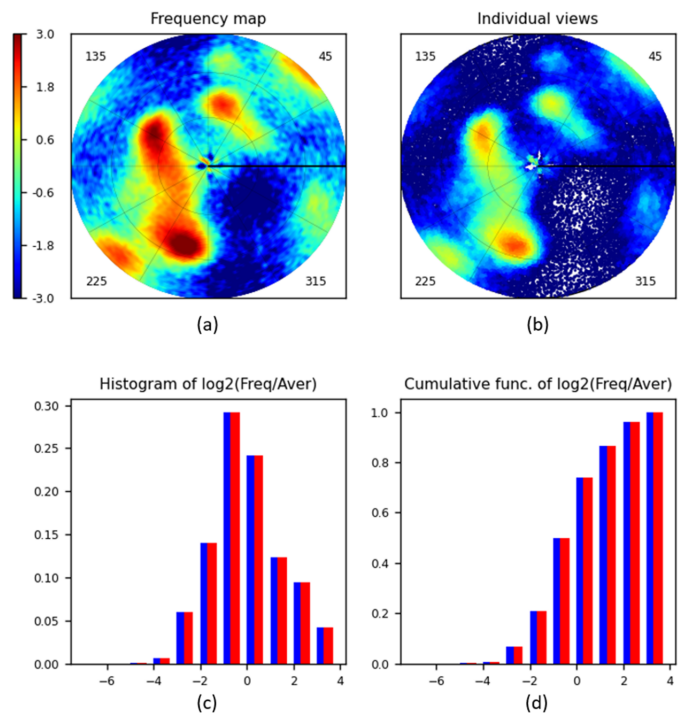 Frequency map
Individual views
3.0
1.8
0.6
-0.6
-1.8
-3.0
135
45
225
315
135
45
225
315
(a)
(b)
Histogram of log2(Freq/Aver)
Cumulative func. of log2(Freq/Aver)
0.30
0.25
0.20
0.15
0.10
0.05
0.00
−6 −4 −2 0 2 4
1.0
0.8
0.6
0.4
0.2
0.0
−6 −4 −2 0 2 4
(c)
(d)